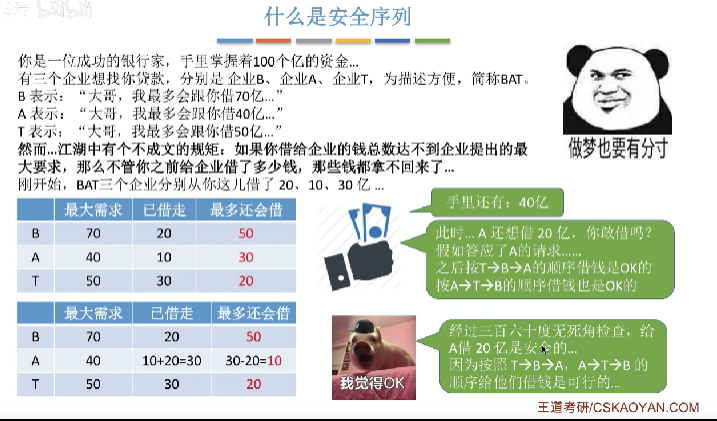 什么是安全序列
你是一位成功的银行家，手里掌握着100个亿的资金...
有三个企业想找你贷款，分别是 企业B、企业A、企业T，为描述方便，简称BAT。
B 表示：“大哥，我最多会跟你借70亿...”
A 表示：“大哥，我最多会跟你借40亿...”
T 表示：“大哥，我最多会跟你借50亿...”
然而...江湖中有个不成文的规矩：如果你借给企业的钱总数达不到企业提出的最
大要求，那么不管你之前给企业借了多少钱，那些钱都拿不回来了...
刚开始，BAT三个企业分别从你这儿借了 20、10、30 亿 ...
做梦也要有分寸
最大需求 已借走 最多还会借
B 70 20 50
A 40 10 30
T 50 30 20
手里还有：40亿
此时... A 还想借 20 亿，你敢借吗？
假如答应了A的请求......
之后按T→B→A的顺序借钱是OK的
按A→T→B的顺序借钱也是OK的
最大需求 已借走 最多还会借
B 70 20 50
A 40 10+20=30 30-20=10
T 50 30 20
我觉得OK
经过三百六十度无死角检查，给
A借 20 亿是安全的...
因为按照 T→B→A，A→T→B 的
顺序给他们借钱是可行的...
王道考研/CSKAOYAN.COM